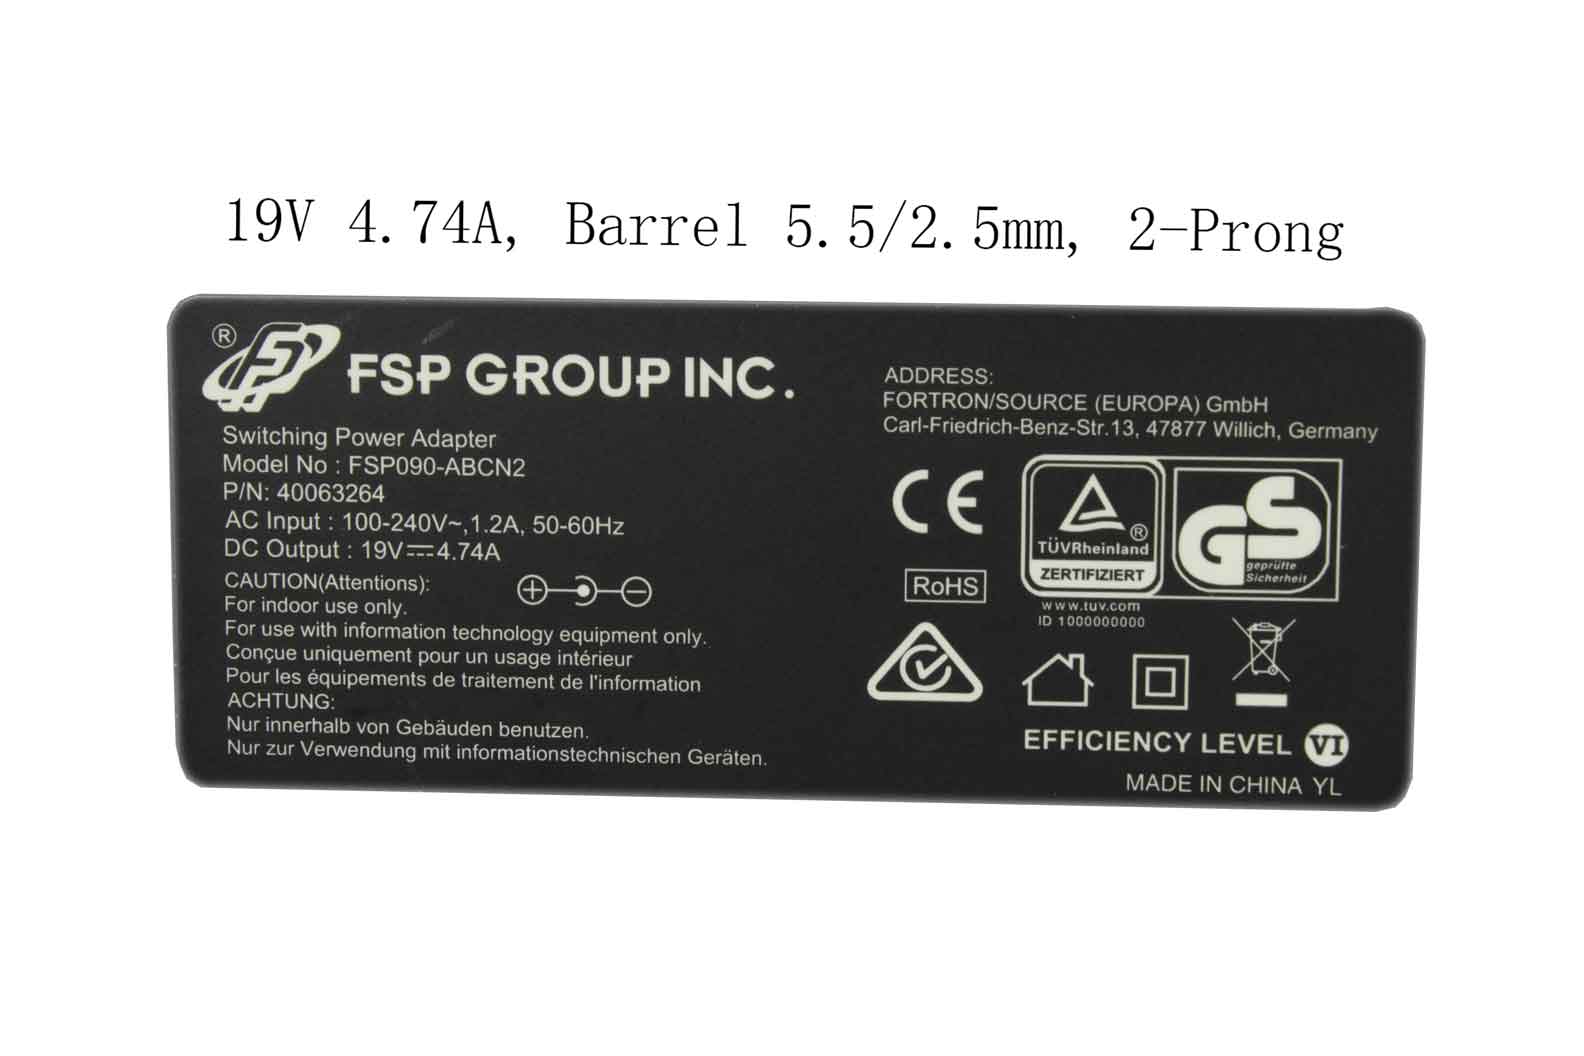 19V 4.74A, Barrel 5.5/2.5mm, 2-Prong
® FSP GROUP INC.
Switching Power Adapter
Model No : FSP090-ABCN2
P/N: 40063264
AC Input : 100-240V~,1.2A, 50-60Hz
DC Output : 19V⎓4.74A
CAUTION(Attentions):
For indoor use only.
For use with information technology equipment only.
Conçue uniquement pour un usage intérieur
Pour les équipements de traitement de l'information
ACHTUNG:
Nur innerhalb von Gebäuden benutzen.
Nur zur Verwendung mit informationstechnischen Geräten.
ADDRESS:
FORTRON/SOURCE (EUROPA) GmbH
Carl-Friedrich-Benz-Str.13, 47877 Willich, Germany
CE
®
TÜVRheinland
ZERTIFIZIERT
GS
geprüfte
Sicherheit
www.tuv.com
ID 1000000000
RoHS
EFFICIENCY LEVEL VI
MADE IN CHINA YL